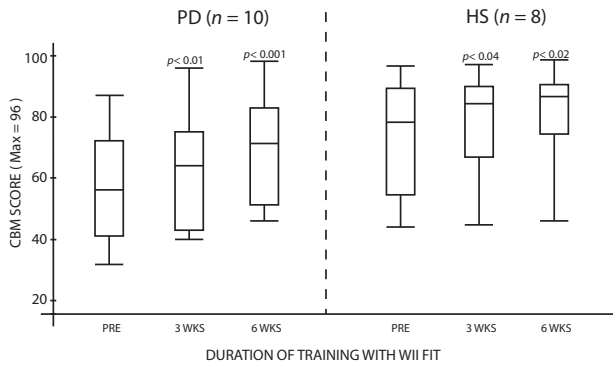 PD (n = 10)
HS (n = 8)
CBM SCORE ( Max = 96 )
100
80
60
40
20
p< 0.01
p< 0.001
p< 0.04
p< 0.02
PRE
3 WKS
6 WKS
PRE
3 WKS
6 WKS
DURATION OF TRAINING WITH WII FIT